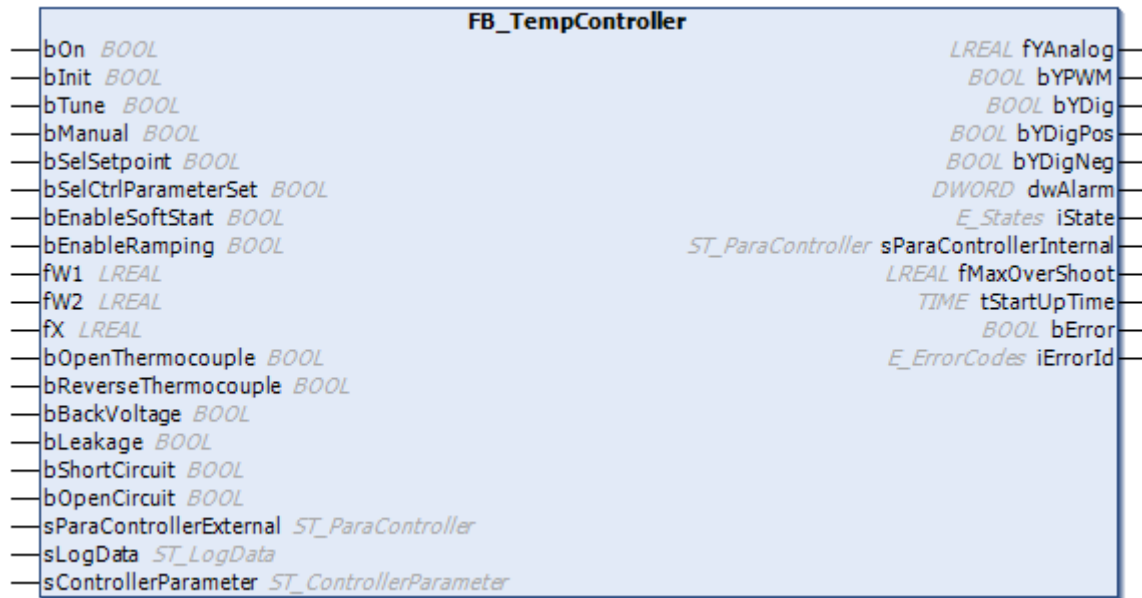 FB_TempController
bOn BOOL LREAL fYAnalog
bInit BOOL BOOL bYPWM
bTune BOOL BOOL bYDig
bManual BOOL BOOL bYDigPos
bSelSetpoint BOOL BOOL bYDigNeg
bSelCtrlParameterSet BOOL DWORD dwAlarm
bEnableSoftStart BOOL E_States iState
bEnableRamping BOOL ST_ParaController sParaControllerInternal
fW1 LREAL LREAL fMaxOverShoot
fW2 LREAL TIME tStartUpTime
fX LREAL BOOL bError
bOpenThermocouple BOOL E_ErrorCodes iErrorId
bReverseThermocouple BOOL
bBackVoltage BOOL
bLeakage BOOL
bShortCircuit BOOL
bOpenCircuit BOOL
sParaControllerExternal ST_ParaController
sLogData ST_LogData
sControllerParameter ST_ControllerParameter